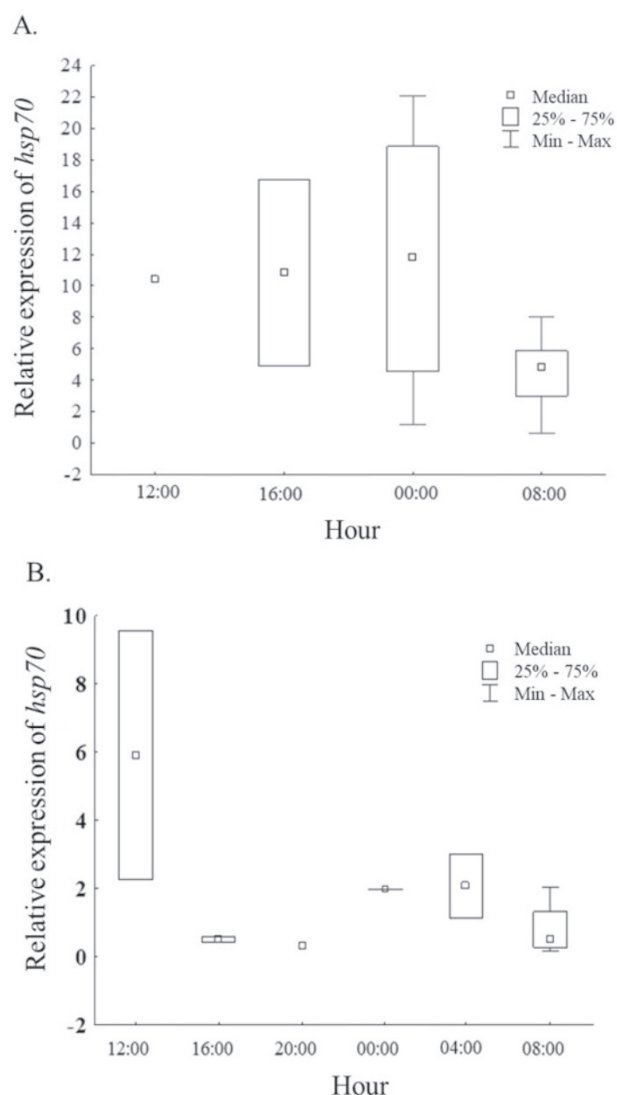 A.
Relative expression of hsp70
24
22
20
18
16
14
12
10
8
6
4
2
0
-2
Median
25% - 75%
Min - Max
12:00 16:00 00:00 08:00
Hour
B.
Relative expression of hsp70
10
8
6
4
2
0
-2
Median
25% - 75%
Min - Max
12:00 16:00 20:00 00:00 04:00 08:00
Hour